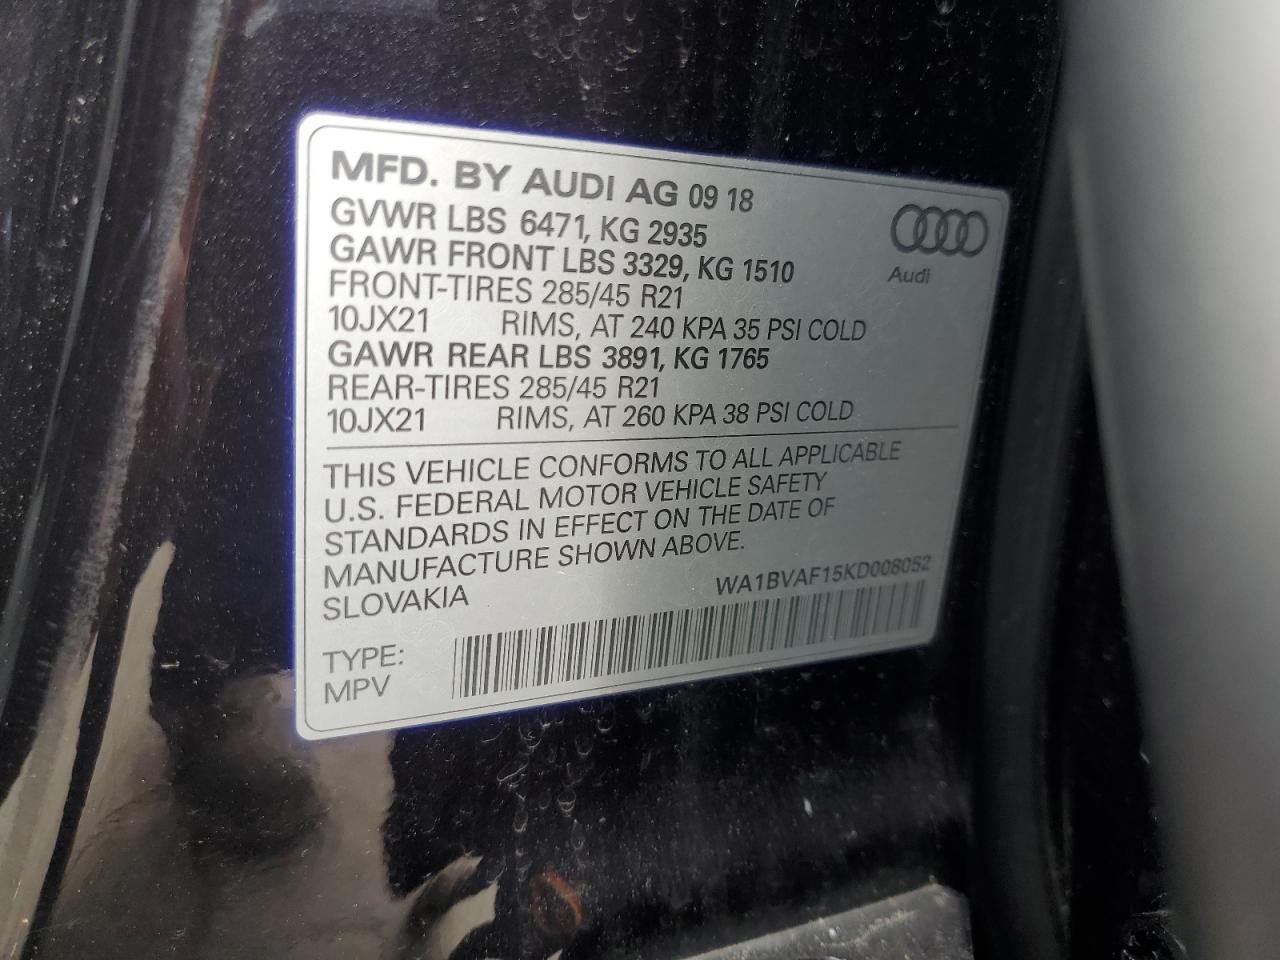 MFD. BY AUDI AG 09 18
GVWR LBS 6471, KG 2935
GAWR FRONT LBS 3329, KG 1510
FRONT-TIRES 285/45 R21
10JX21 RIMS, AT 240 KPA 35 PSI COLD
GAWR REAR LBS 3891, KG 1765
REAR-TIRES 285/45 R21
10JX21 RIMS, AT 260 KPA 38 PSI COLD
Audi
THIS VEHICLE CONFORMS TO ALL APPLICABLE
U.S. FEDERAL MOTOR VEHICLE SAFETY
STANDARDS IN EFFECT ON THE DATE OF
MANUFACTURE SHOWN ABOVE.
SLOVAKIA
WA1BVAF15KD008052
TYPE:
MPV